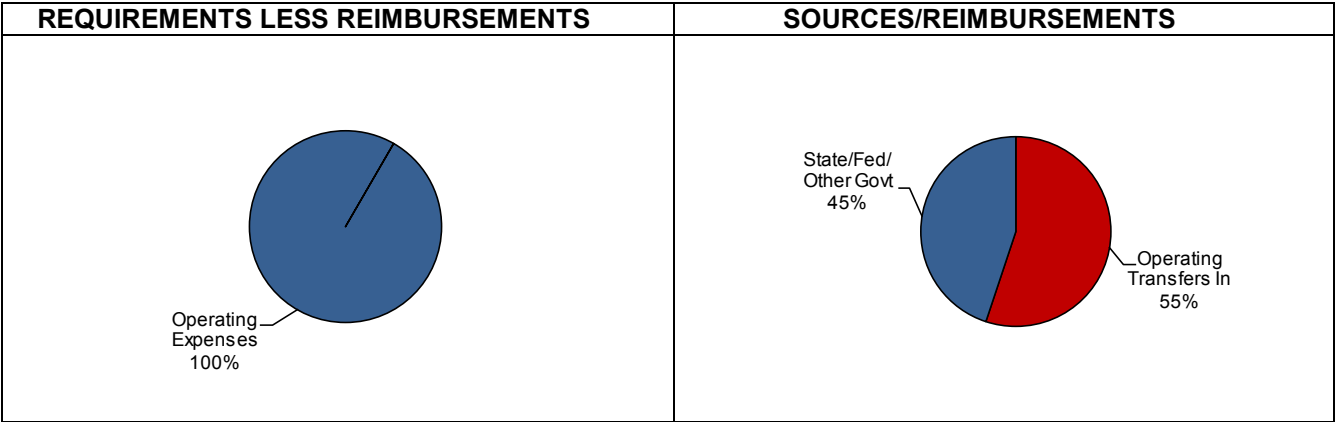 REQUIREMENTS LESS REIMBURSEMENTS
SOURCES/REIMBURSEMENTS
Operating
Expenses
100%
State/Fed/
Other Govt
45%
Operating
Transfers In
55%